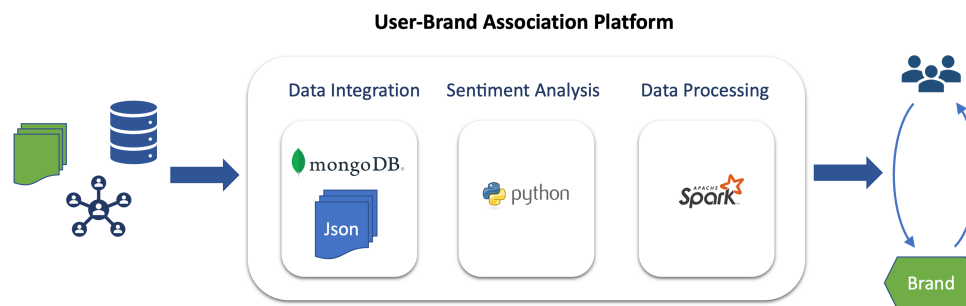 User-Brand Association Platform
Data Integration
Sentiment Analysis
Data Processing
mongoDB.
Json
python
APACHE
Spark
Brand